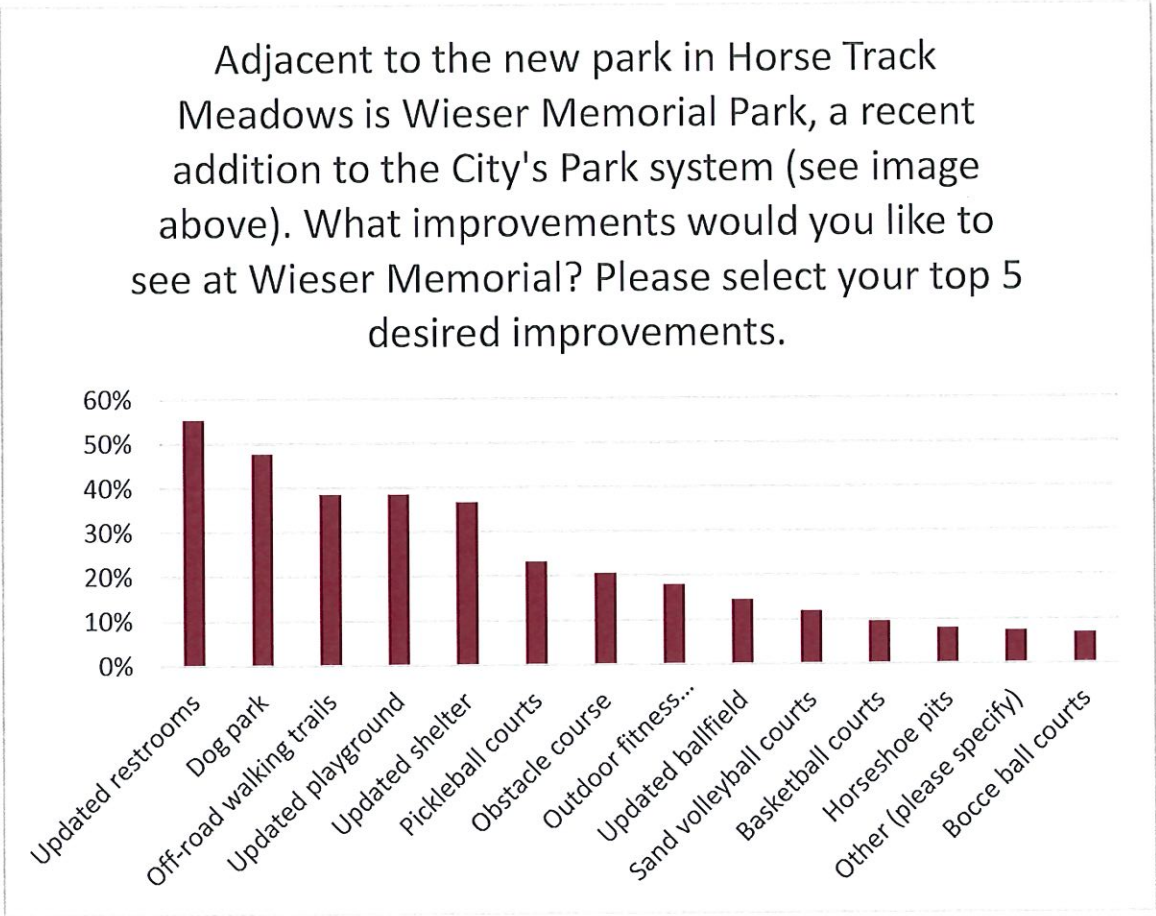 Adjacent to the new park in Horse Track
Meadows is Wieser Memorial Park, a recent
addition to the City's Park system (see image
above). What improvements would you like to
see at Wieser Memorial? Please select your top 5
desired improvements.
60%
50%
40%
30%
20%
10%
0%
Updated restrooms
Dog park
Off-road walking trails
Updated playground
Updated shelter
Pickleball courts
Obstacle course
Outdoor fitness...
Updated ballfield
Sand volleyball courts
Basketball courts
Horseshoe pits
Other (please specify)
Bocce ball courts